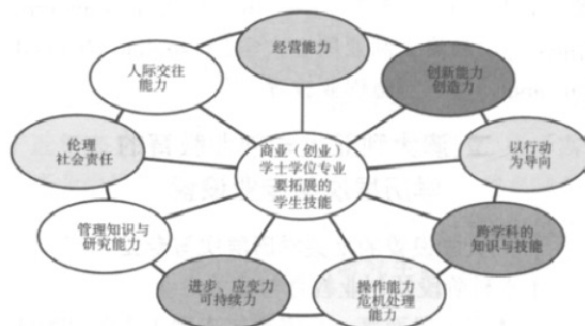 经营能力
人际交往
能力
创新能力
创造力
伦理
社会责任
商业（创业）
学士学位专业
要拓展的
学生技能
以行动
为导向
管理知识与
研究能力
跨学科的
知识与技能
进步、应变力
可持续力
操作能力
危机处理
能力